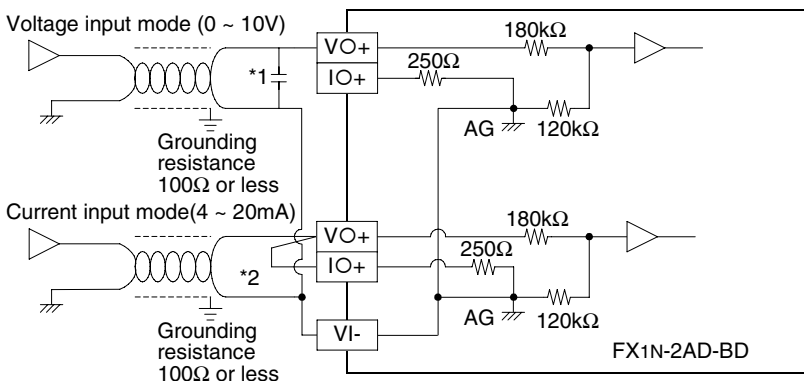 Voltage input mode (0 ~ 10V)
*1
VO+
IO+
180kΩ
250Ω
AG
120kΩ
Grounding
resistance
100Ω or less
Current input mode(4 ~ 20mA)
*2
VO+
IO+
180kΩ
250Ω
AG
120kΩ
VI-
Grounding
resistance
100Ω or less
FX1N-2AD-BD